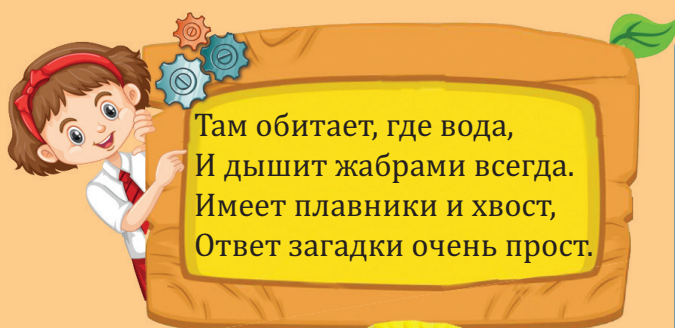 Там обитает, где вода,
И дышит жабрами всегда.
Имеет плавники и хвост,
Ответ загадки очень прост.